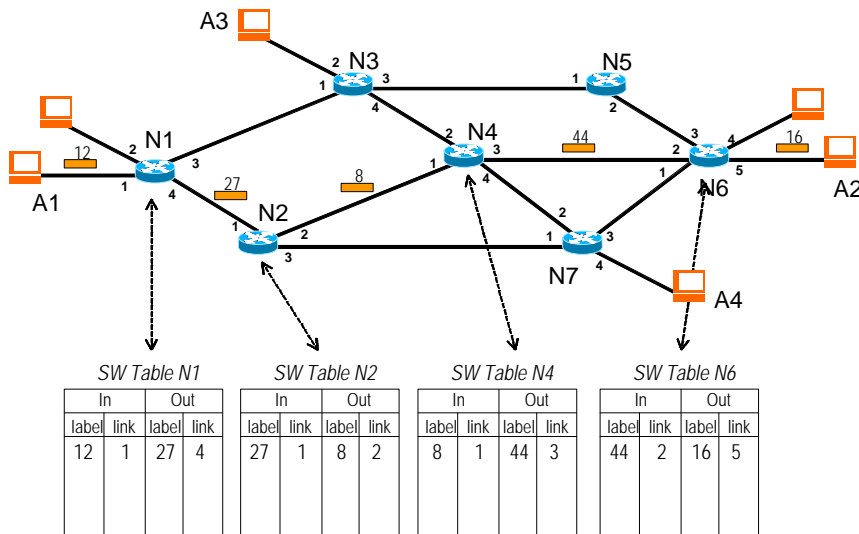 A3
2
N3
3
1
4
N5
1
2
N1
2
12
3
1
4
A1
27
N2
1
2
3
8
N4
2
3
1
4
44
3
4
2
16
1
5
N6
A2
2
1
3
4
N7
A4
SW Table N1
In Out
label link label link
12 1 27 4
SW Table N2
In Out
label link label link
27 1 8 2
SW Table N4
In Out
label link label link
8 1 44 3
SW Table N6
In Out
label link label link
44 2 16 5